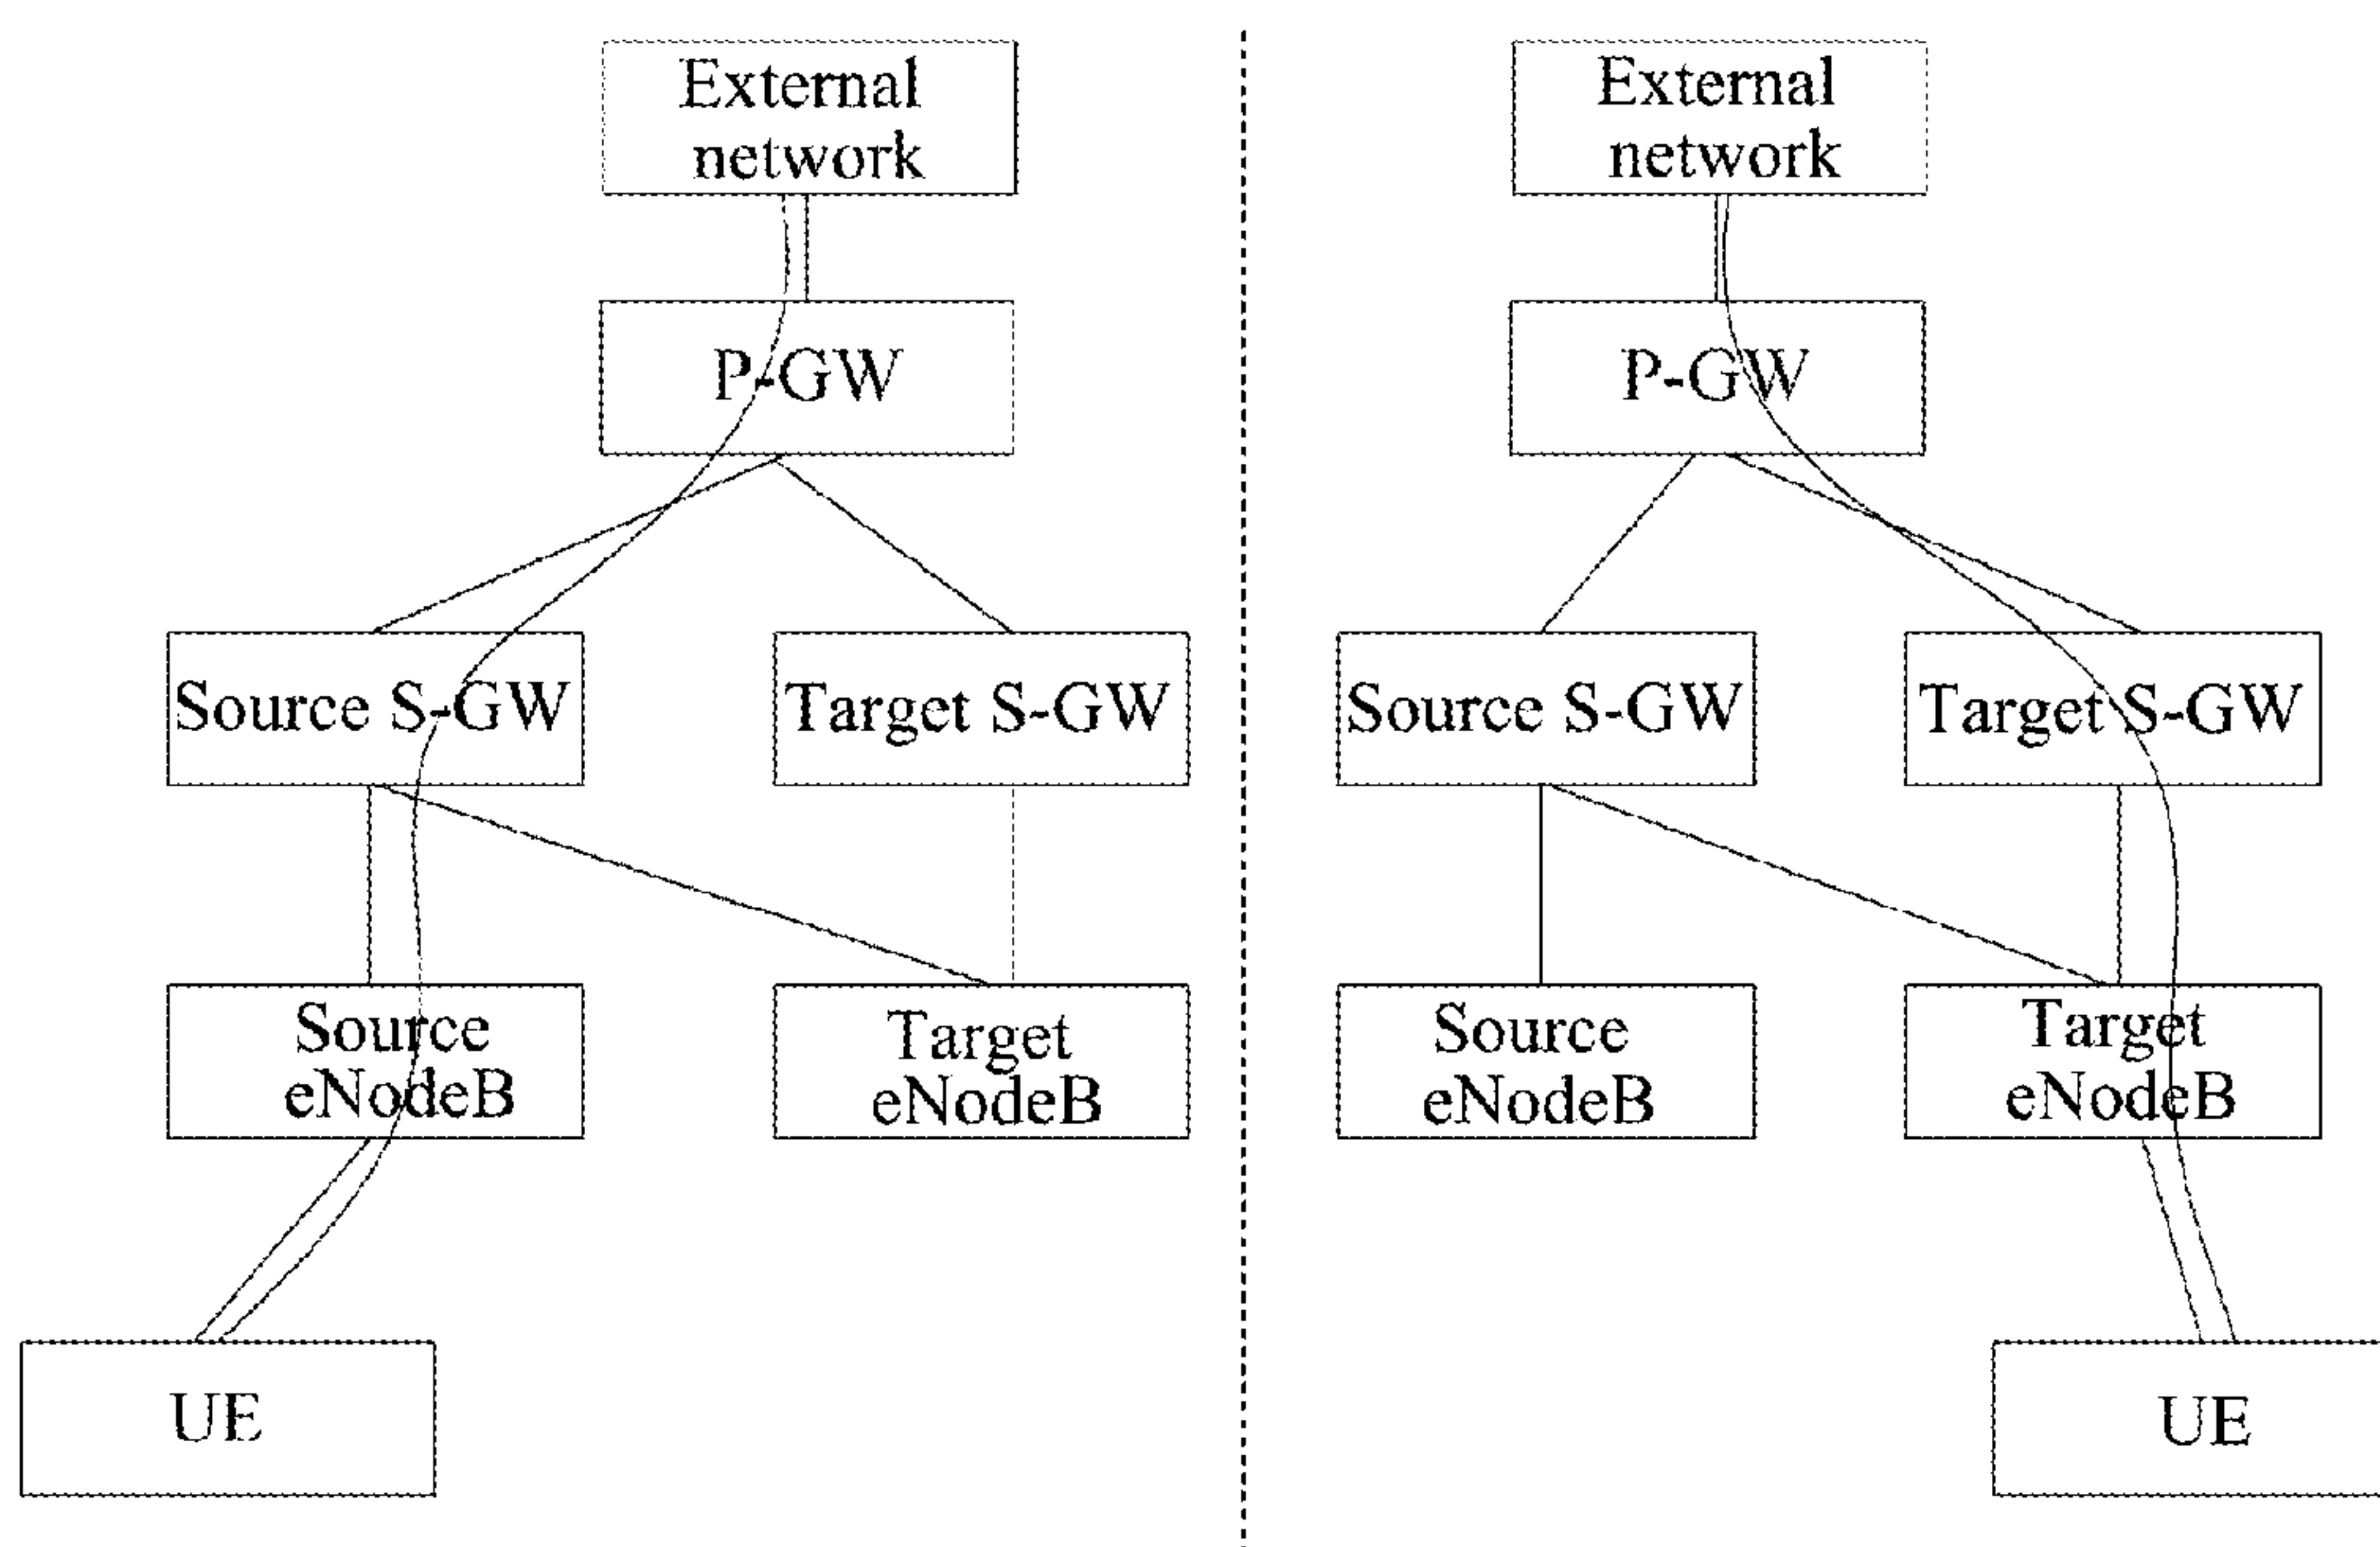 External
network
P-GW
Source S-GW
Target S-GW
Source
eNodeB
Target
eNodeB
UE
External
network
P-GW
Source S-GW
Target S-GW
Source
eNodeB
Target
eNodeB
UE